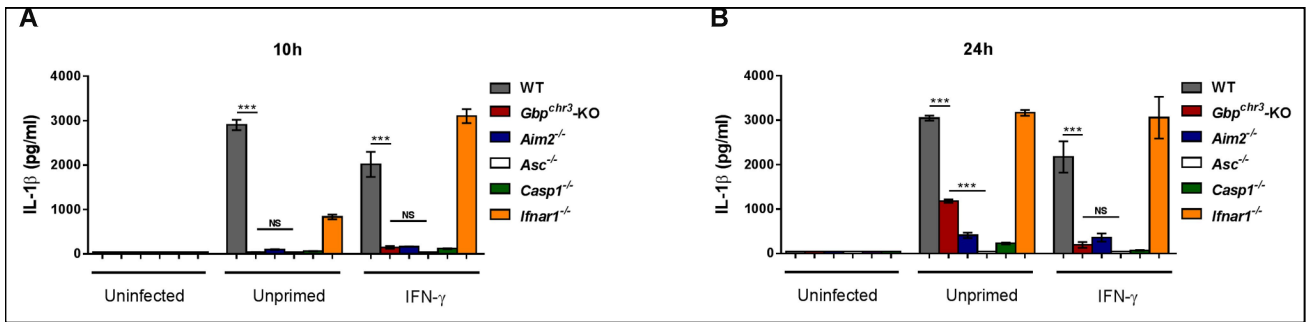 A
10h
IL-1β (pg/ml)
4000
3000
2000
1000
0
***
NS
***
NS
Uninfected
Unprimed
IFN-γ
WT
Gbp^chr3-KO
Aim2^-/-
Asc^-/-
Casp1^-/-
Ifnar1^-/-
B
24h
IL-1β (pg/ml)
4000
3000
2000
1000
0
***
***
***
NS
Uninfected
Unprimed
IFN-γ
WT
Gbp^chr3-KO
Aim2^-/-
Asc^-/-
Casp1^-/-
Ifnar1^-/-